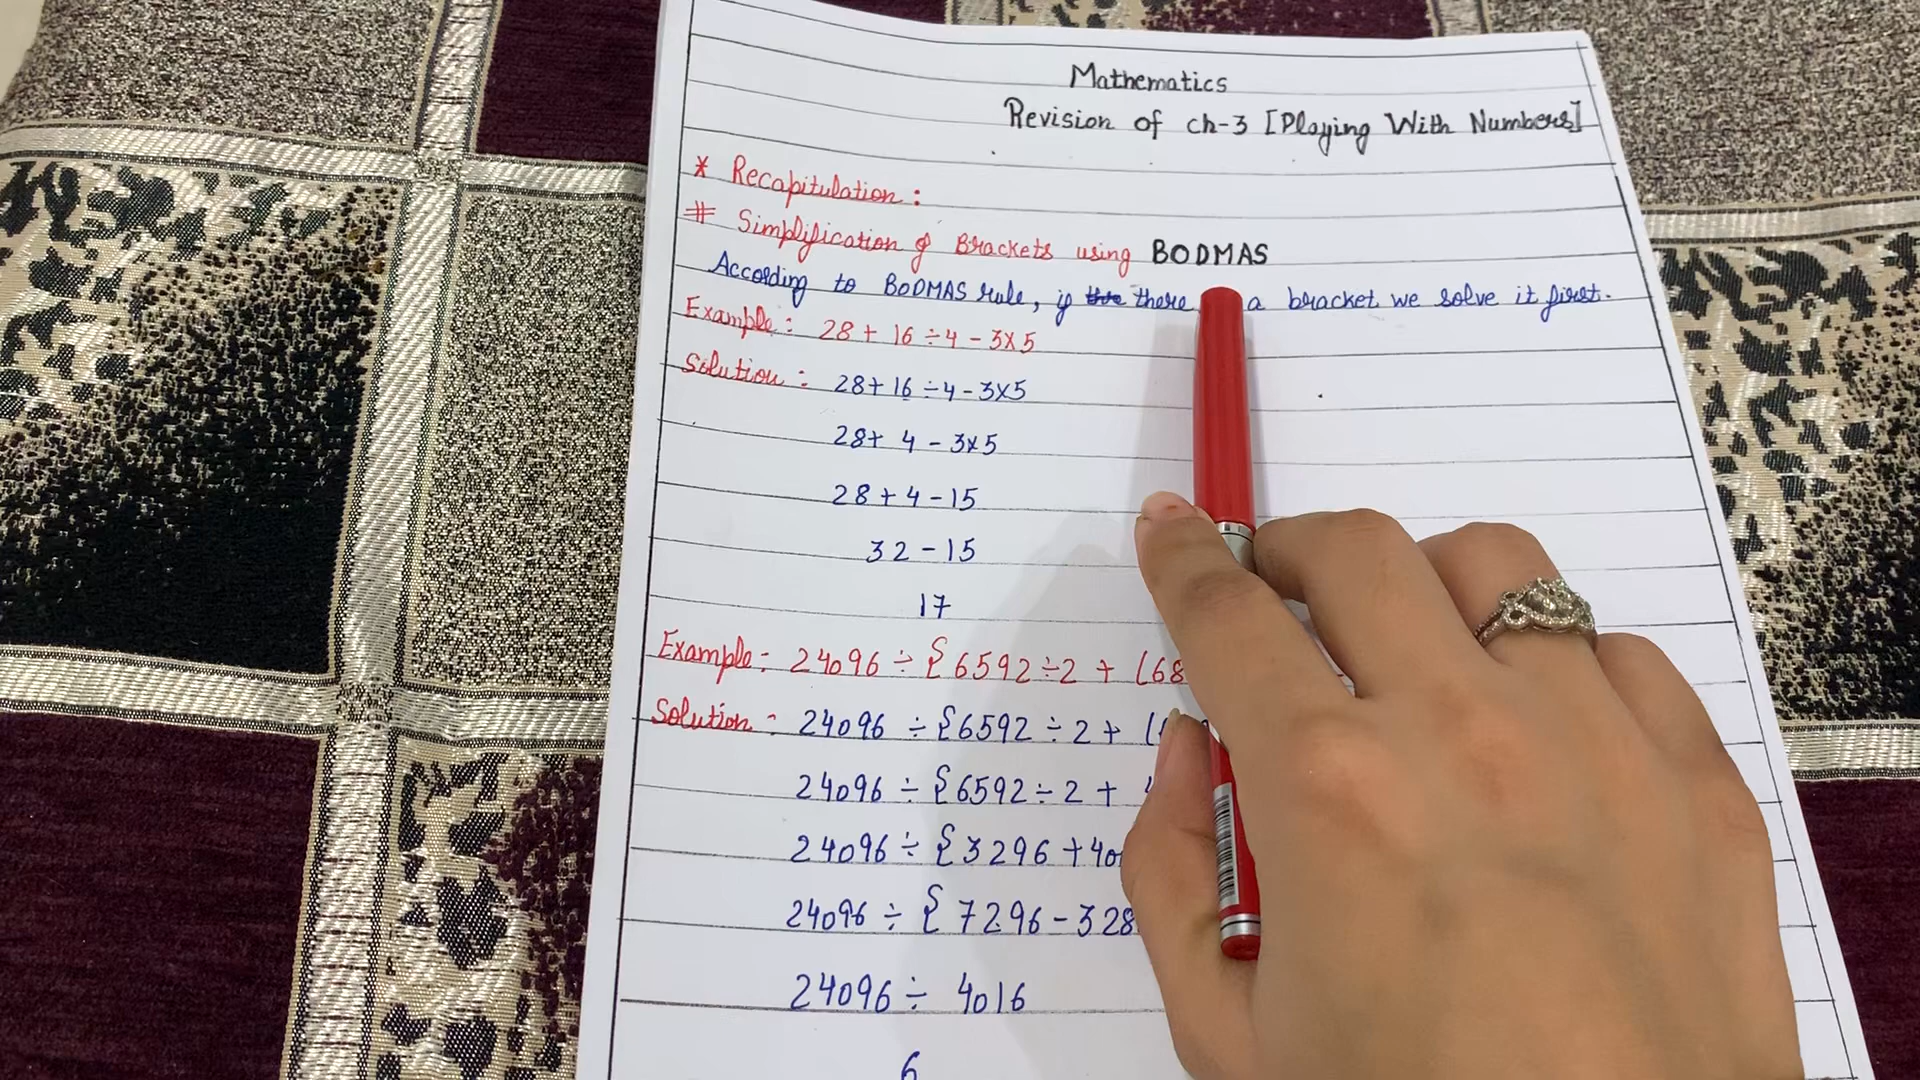 Mathematics
Revision of ch-3 [Playing With Numbers]
* Recapitulation :
# Simplification of Brackets using BODMAS
According to BODMAS rule, if there a bracket we solve it first.
Example : 28 + 16 ÷ 4 - 3x5
Solution : 28 + 16 ÷ 4 - 3x5
28 + 4 - 3x5
28 + 4 - 15
32 - 15
17
Example : 24096 ÷ { 6592 ÷ 2 + (68
Solution : 24096 ÷ { 6592 ÷ 2 + (
24096 ÷ { 6592 ÷ 2 +
24096 ÷ { 3296 + 40
24096 ÷ { 7296 - 328
24096 ÷ 4016
6